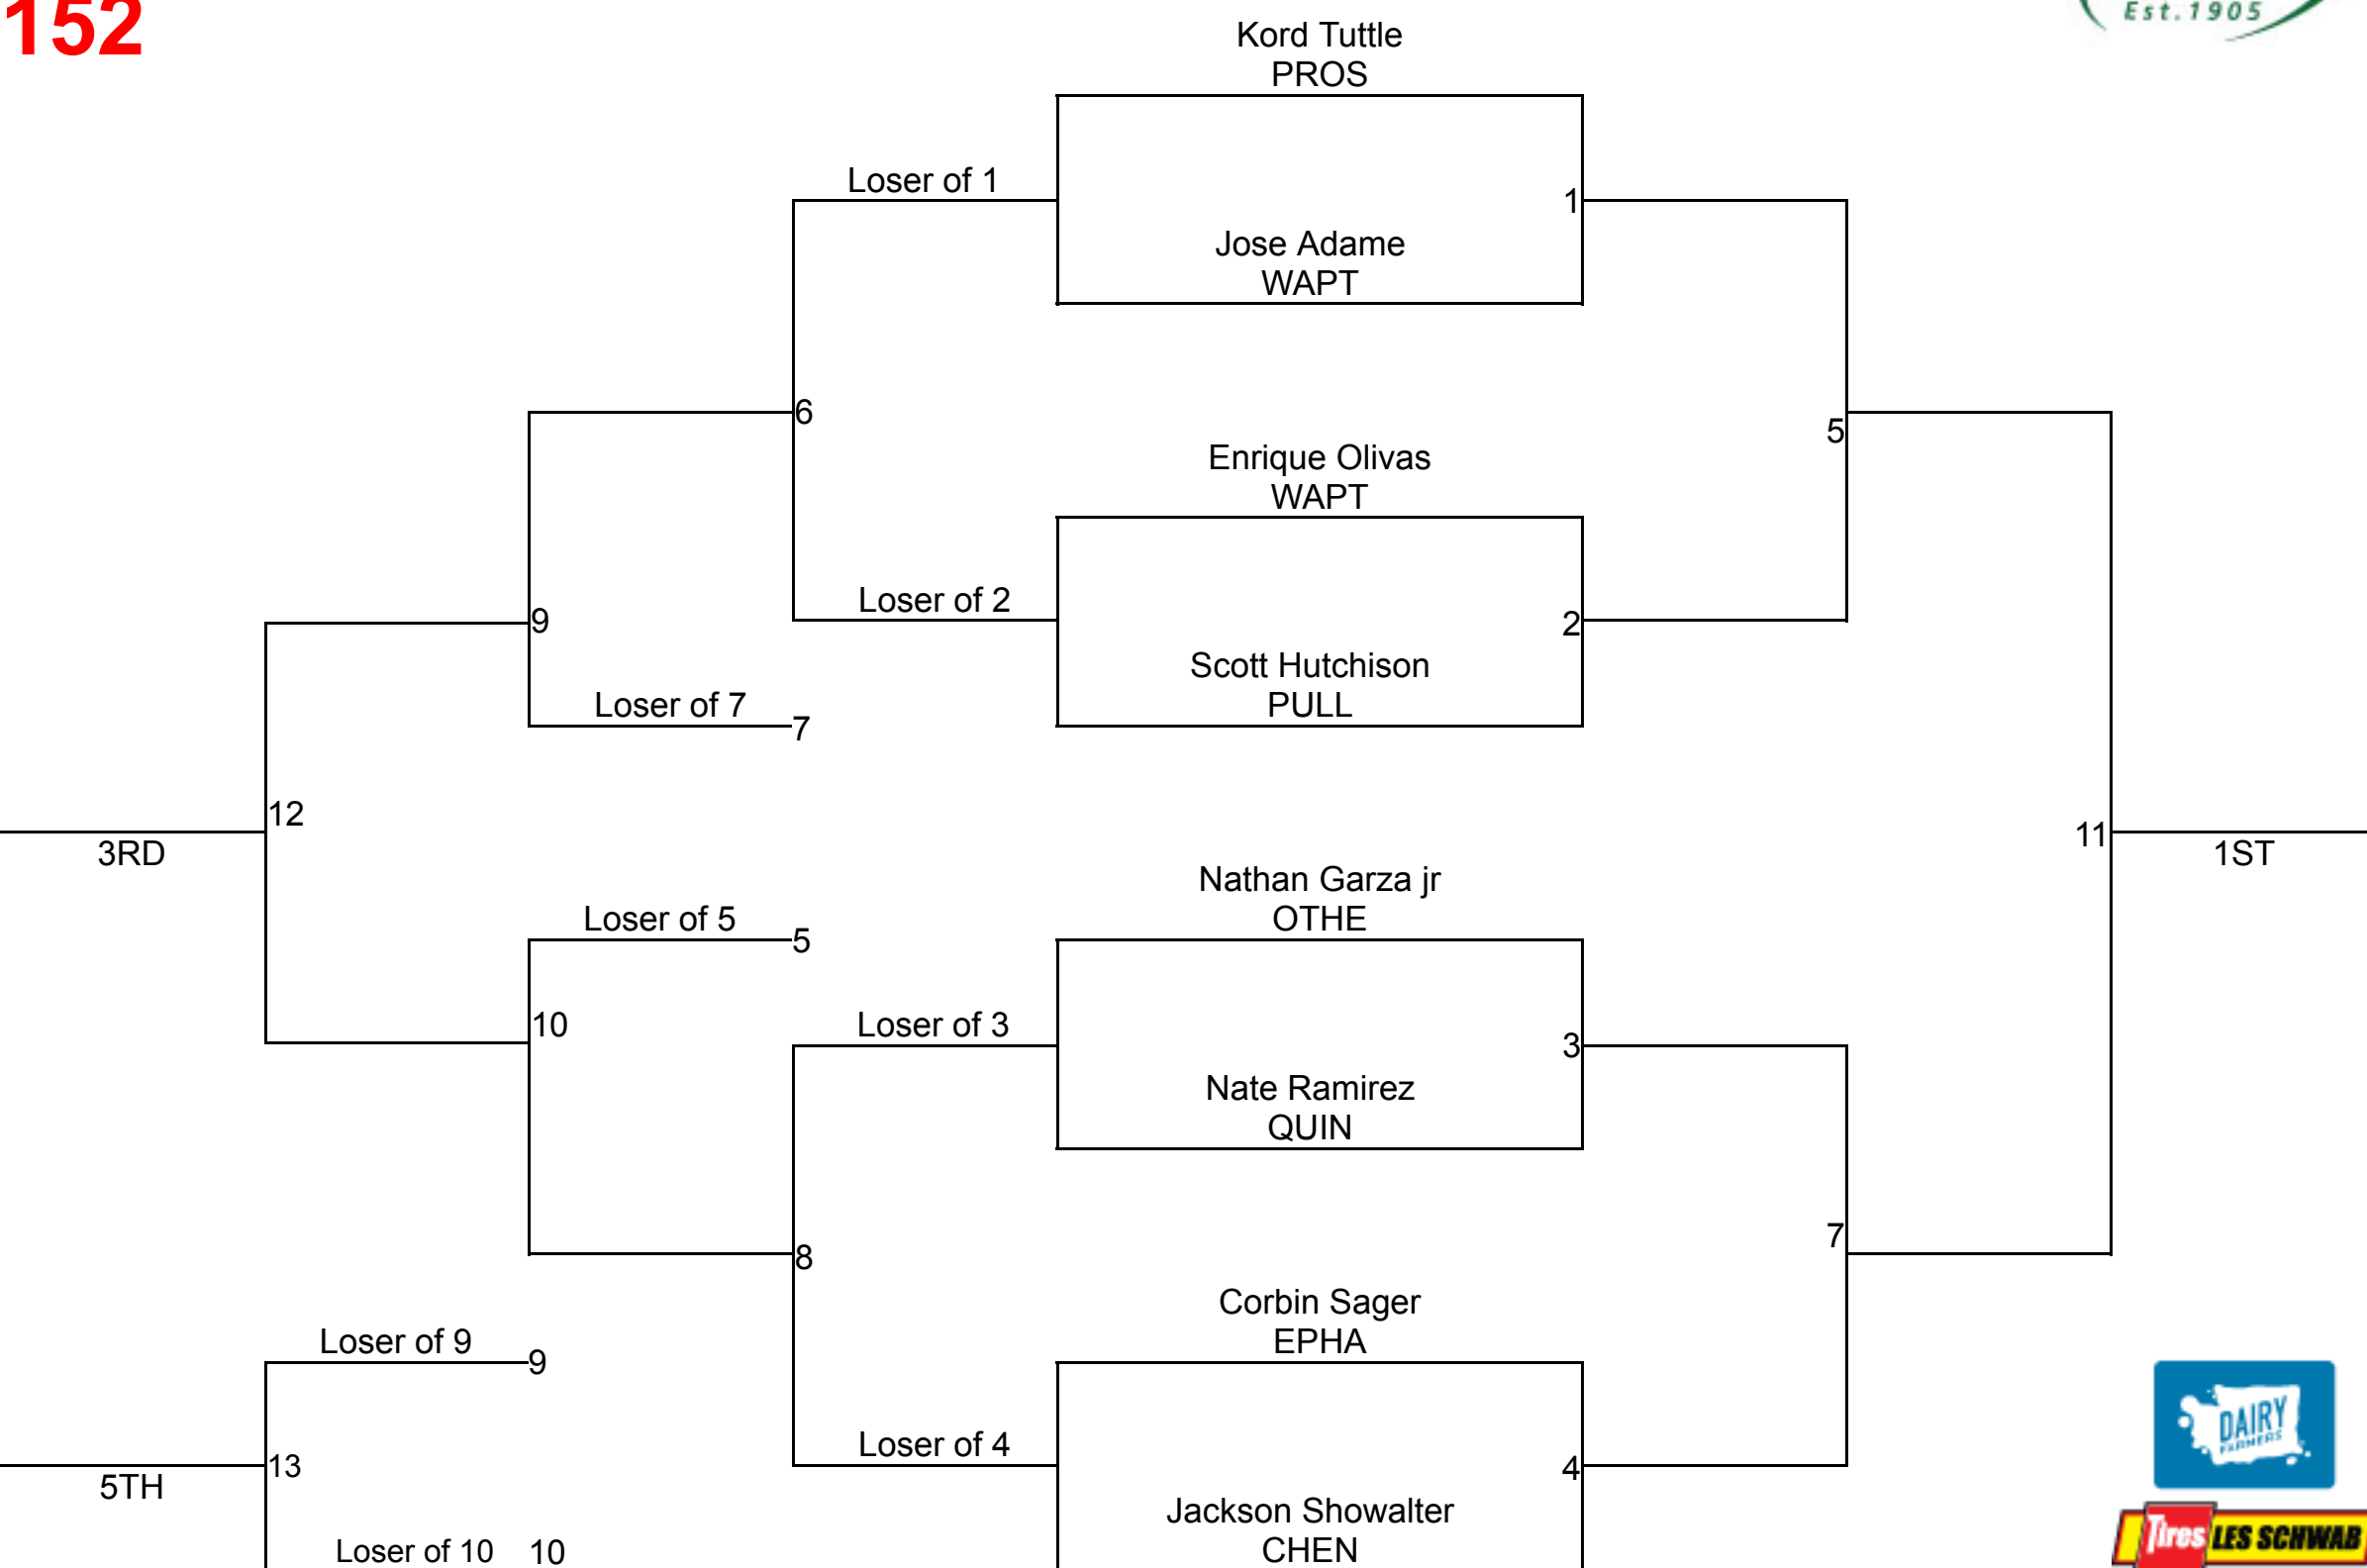 152
Est.1905
Kord Tuttle
PROS
Loser of 1
1
Jose Adame
WAPT
6
5
Enrique Olivas
WAPT
Loser of 2
2
9
Scott Hutchison
PULL
Loser of 7
7
12
3RD
11
1ST
Nathan Garza jr
OTHE
Loser of 5
5
10
Loser of 3
3
Nate Ramirez
QUIN
7
8
Corbin Sager
EPHA
Loser of 9
9
DAIRY
FARMERS
Loser of 4
4
13
5TH
Jackson Showalter
CHEN
Tires LES SCHWAB
Loser of 10
10